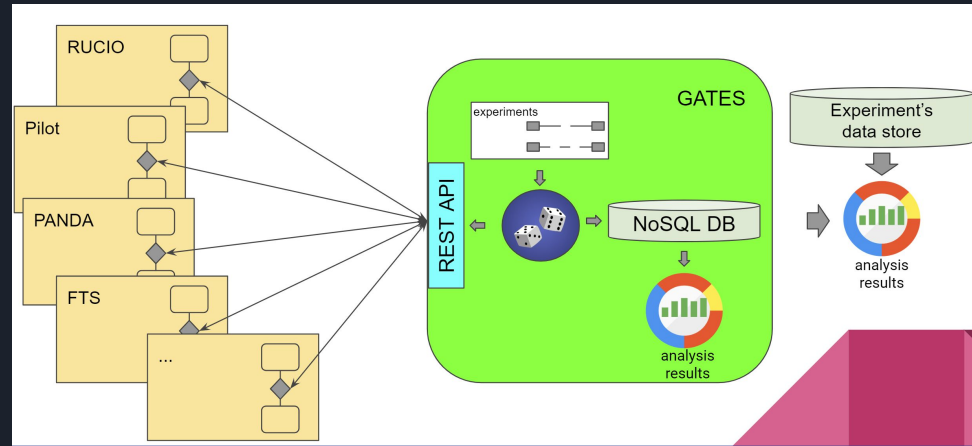 RUCIO
Pilot
PANDA
FTS
...
REST API
GATES
experiments
NoSQL DB
analysis
results
Experiment's
data store
analysis
results